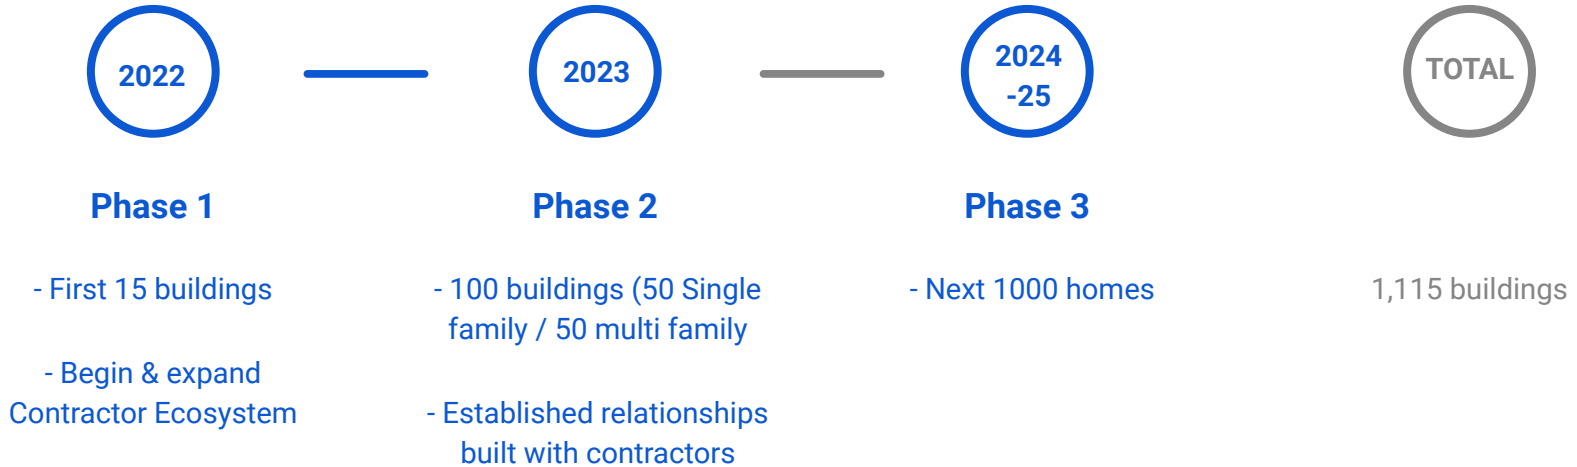 2022
2023
2024
-25
TOTAL
Phase 1
Phase 2
Phase 3
- First 15 buildings
- Begin & expand
Contractor Ecosystem
- 100 buildings (50 Single
family / 50 multi family
- Established relationships
built with contractors
- Next 1000 homes
1,115 buildings